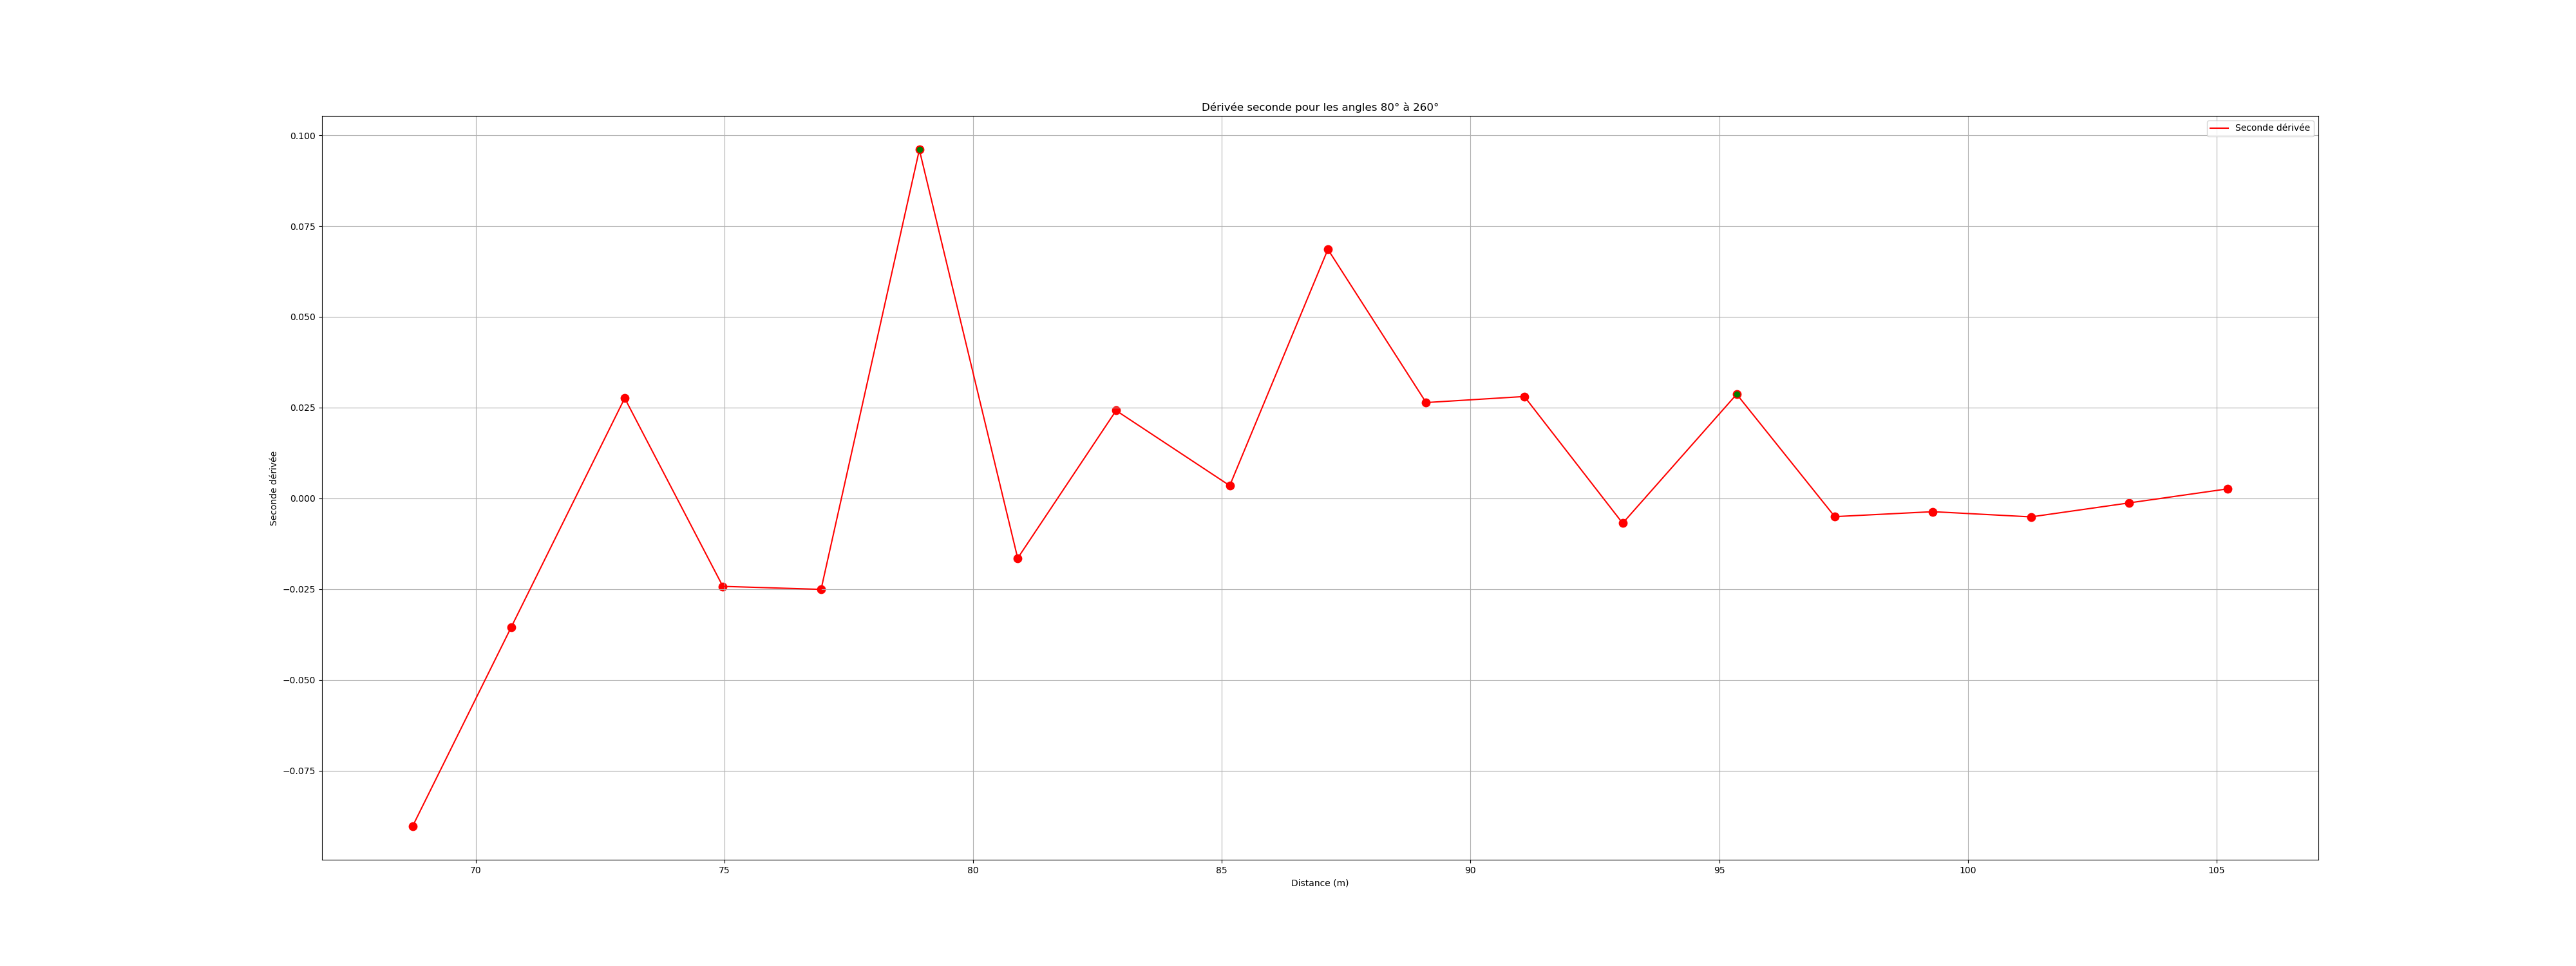 Dérivée seconde pour les angles 80° à 260°
Seconde dérivée
0.100
0.075
0.050
0.025
0.000
−0.025
−0.050
−0.075
Seconde dérivée
70 75 80 85 90 95 100 105
Distance (m)